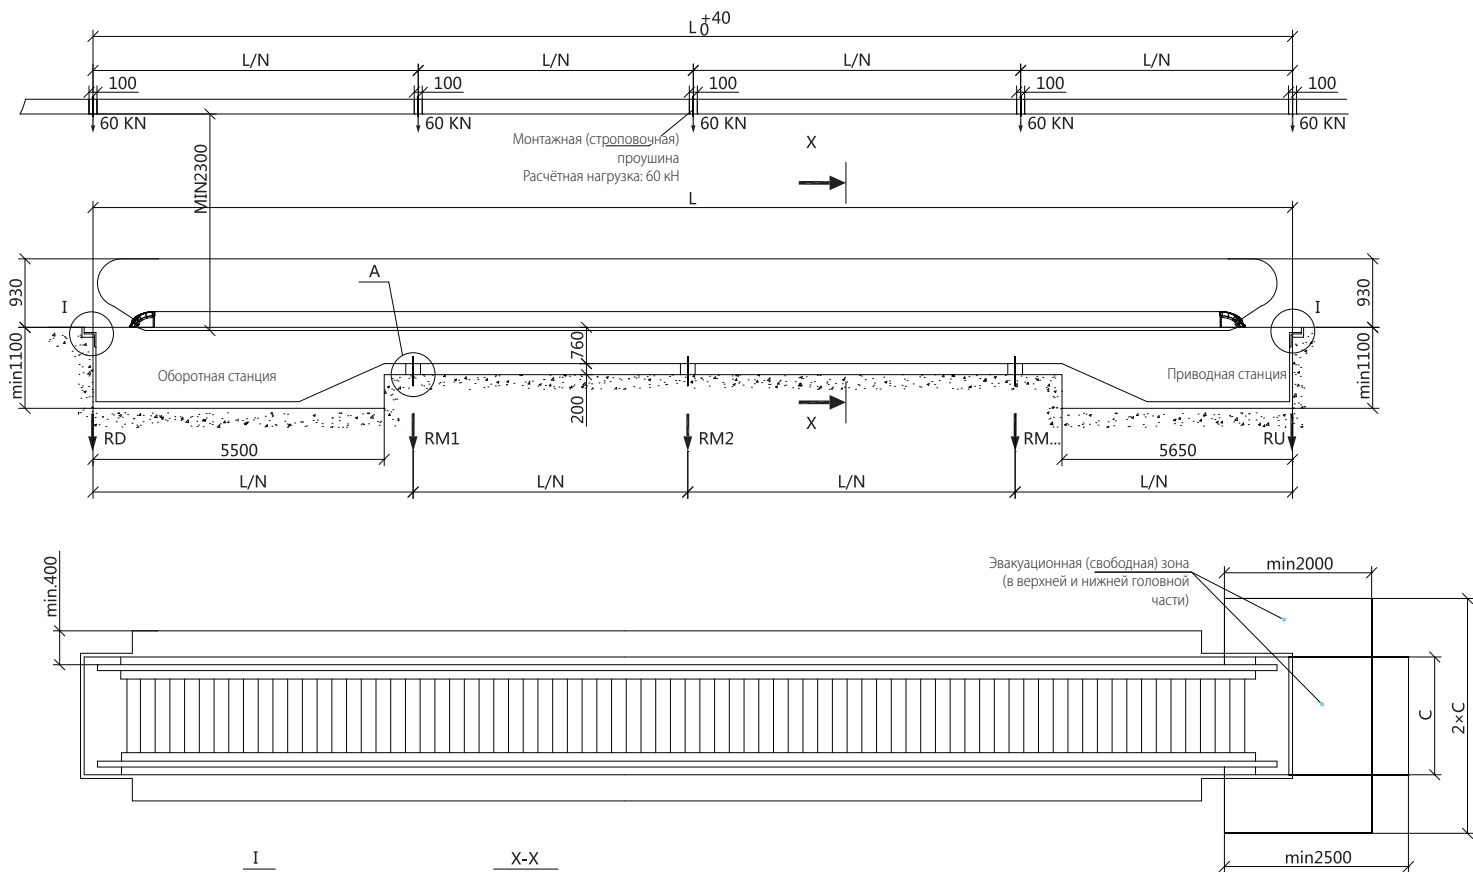 L +40 0
L/N L/N L/N L/N
100 100 100 100 100
60 KN 60 KN 60 KN 60 KN 60 KN
Монтажная (строповочная)
проушина
Расчётная нагрузка: 60 кН
X
MIN2300
L
930
A
930
I
I
min1100
760
min1100
Оборотная станция
Приводная станция
200
X
RD RM1 RM2 RM... RU
5500 5650
L/N L/N L/N L/N
min.400
Эвакуационная (свободная) зона
(в верхней и нижней головной
части)
min2000
C
2×C
I X-X min2500